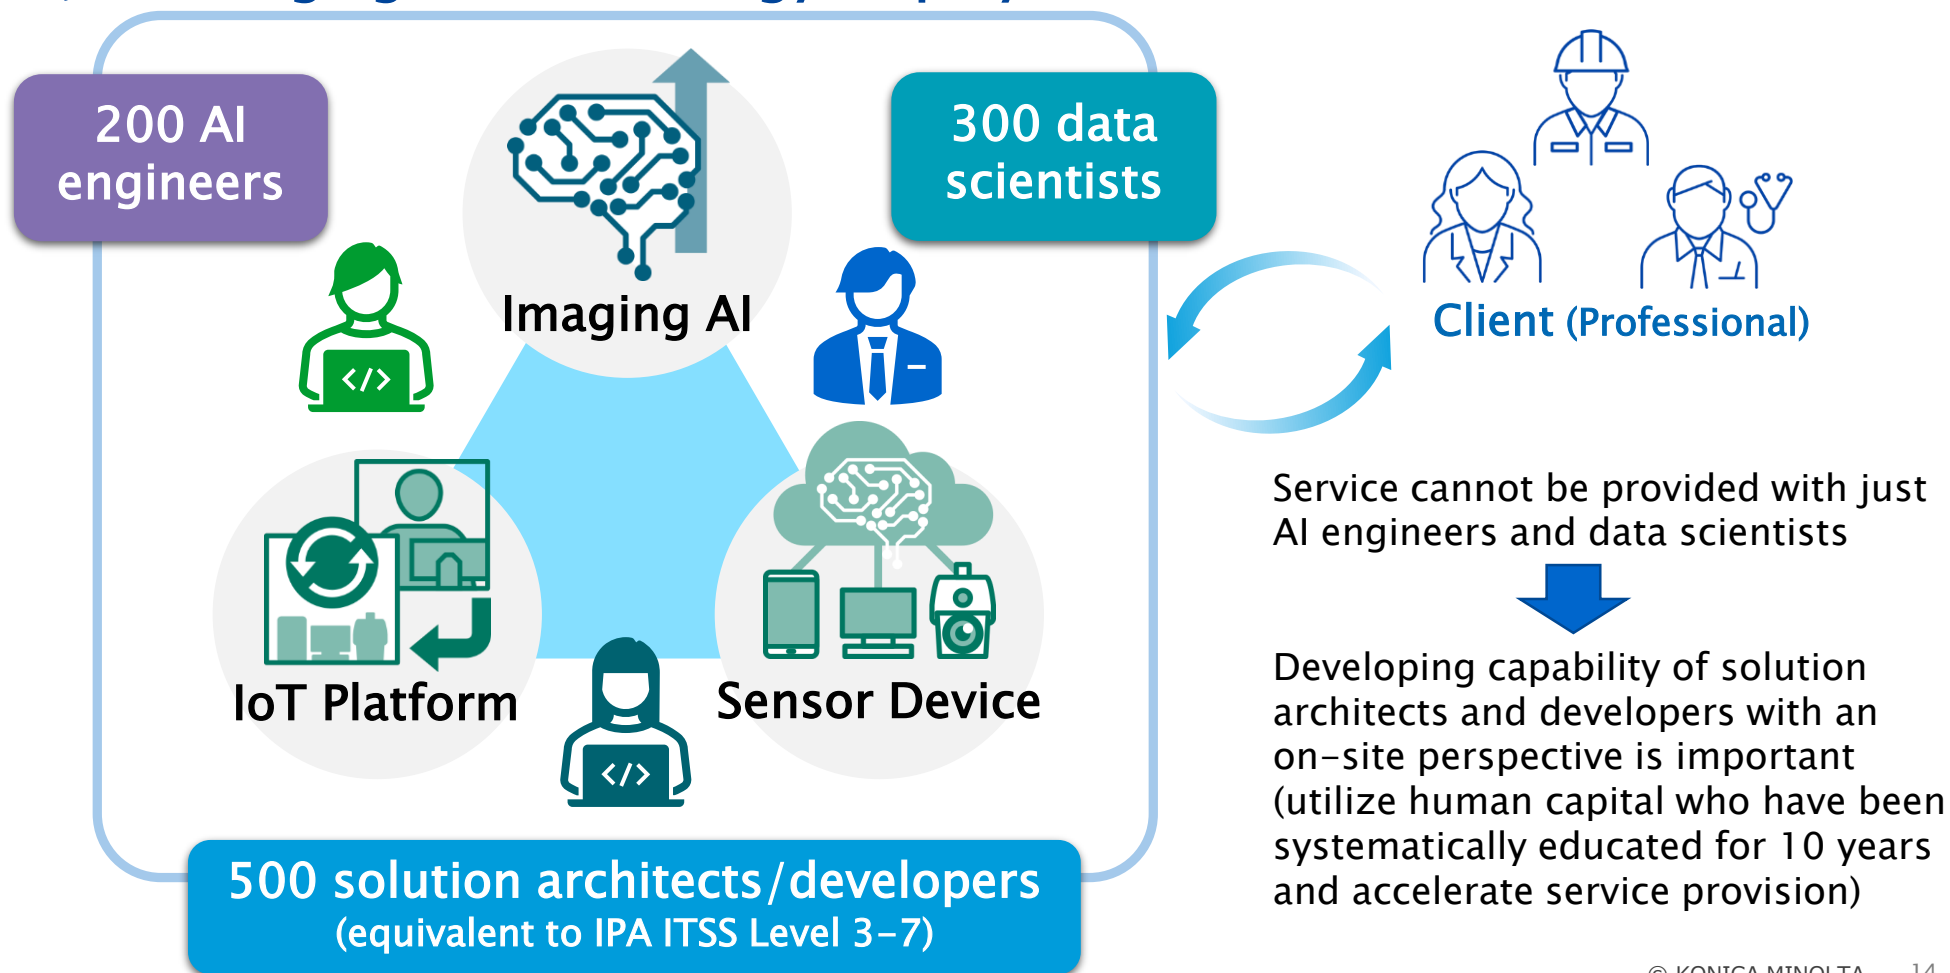 200 AI
engineers
300 data
scientists
Imaging AI
</>
IoT Platform
Sensor Device
</>
500 solution architects/developers
(equivalent to IPA ITSS Level 3-7)
Client (Professional)
Service cannot be provided with just
AI engineers and data scientists
Developing capability of solution
architects and developers with an
on-site perspective is important
(utilize human capital who have been
systematically educated for 10 years
and accelerate service provision)
© KONICA MINOLTA
14